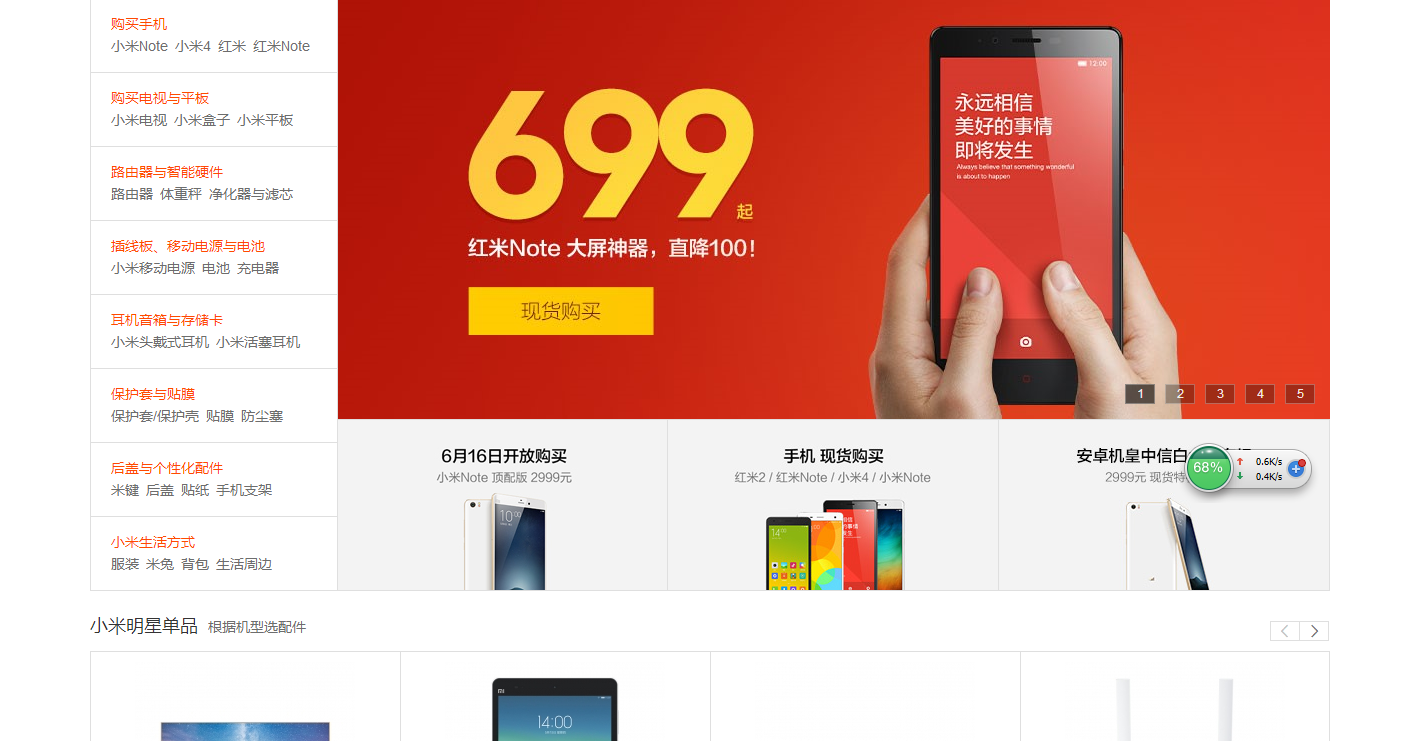 购买手机
小米Note 小米4 红米 红米Note
购买电视与平板
小米电视 小米盒子 小米平板
路由器与智能硬件
路由器 体重秤 净化器与滤芯
插线板、移动电源与电池
小米移动电源 电池 充电器
耳机音箱与存储卡
小米头戴式耳机 小米活塞耳机
保护套与贴膜
保护套/保护壳 贴膜 防尘塞
后盖与个性化配件
米键 后盖 贴纸 手机支架
小米生活方式
服装 米兔 背包 生活周边
699起
红米Note 大屏神器，直降100！
现货购买
12:00
永远相信
美好的事情
即将发生
Always believe that something wonderful
is about to happen
1 2 3 4 5
6月16日开放购买
小米Note 顶配版 2999元
10:00
手机 现货购买
红米2 / 红米Note / 小米4 / 小米Note
安卓机皇中信白
2999元 现货特
68%
0.6K/s
0.4K/s
小米明星单品 根据机型选配件
14:00